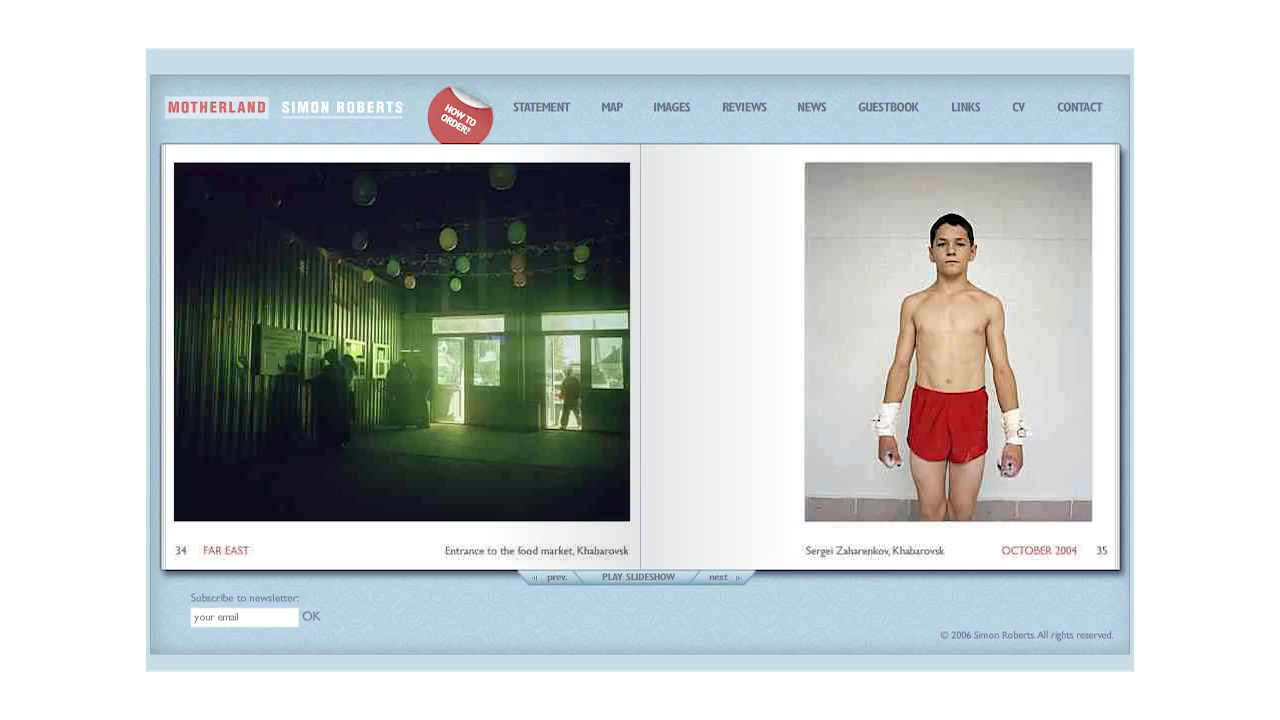 MOTHERLAND SIMON ROBERTS
HOW TO
ORDER?
STATEMENT MAP IMAGES REVIEWS NEWS GUESTBOOK LINKS CV CONTACT
34 FAR EAST Entrance to the food market, Khabarovsk
Sergei Zaharenkov, Khabarovsk OCTOBER 2004 35
prev. PLAY SLIDESHOW next
Subscribe to newsletter:
your email OK
© 2006 Simon Roberts. All rights reserved.